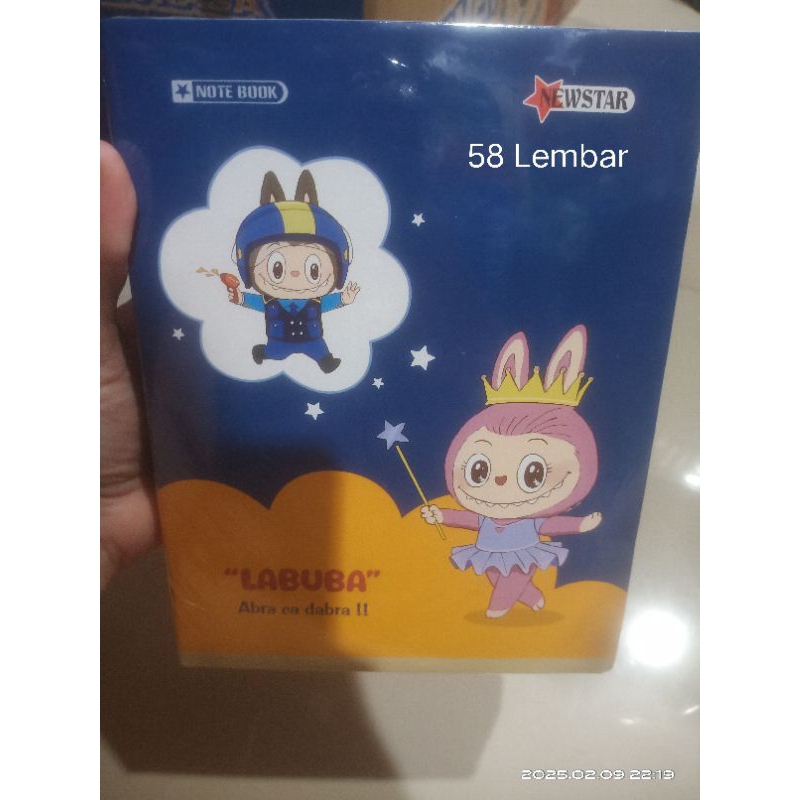 NOTE BOOK
NEWSTAR
58 Lembar
"LABUBA"
Abra ca dabra !!
2025.02.09 22:19